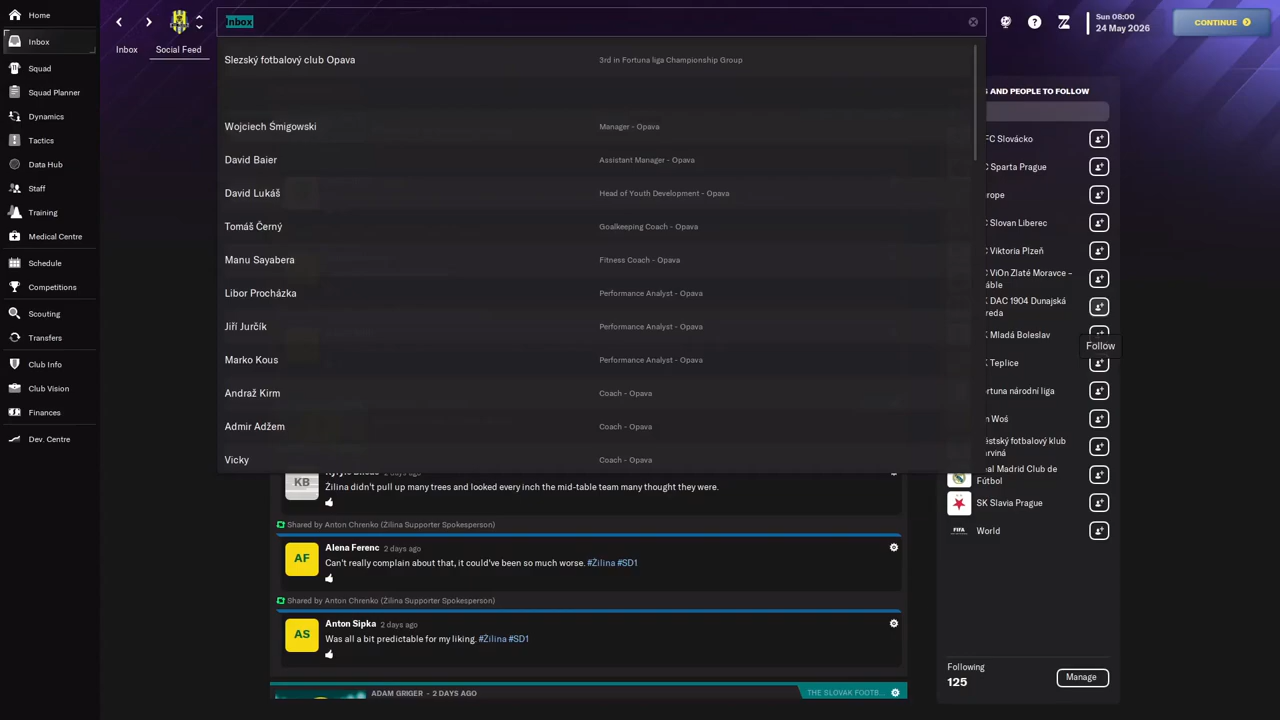 Home
Inbox
Squad
Squad Planner
Dynamics
Tactics
Data Hub
Staff
Training
Medical Centre
Schedule
Competitions
Scouting
Transfers
Club Info
Club Vision
Finances
Dev. Centre
Inbox
Sun 08:00
24 May 2026
CONTINUE
Inbox
Social Feed
Slezský fotbalový club Opava
3rd in Fortuna liga Championship Group
Wojciech Śmigowski
Manager - Opava
David Baier
Assistant Manager - Opava
David Lukáš
Head of Youth Development - Opava
Tomáš Černý
Goalkeeping Coach - Opava
Manu Sayabera
Fitness Coach - Opava
Libor Procházka
Performance Analyst - Opava
Jiří Jurčík
Performance Analyst - Opava
Marko Kous
Performance Analyst - Opava
Andraž Kirm
Coach - Opava
Admir Adžem
Coach - Opava
Vicky
Coach - Opava
KB
2 days ago
Žilina didn't pull up many trees and looked every inch the mid-table team many thought they were.
Shared by Anton Chrenko (Žilina Supporter Spokesperson)
AF
Alena Ferenc 2 days ago
Can't really complain about that, it could've been so much worse. #Žilina #SD1
Shared by Anton Chrenko (Žilina Supporter Spokesperson)
AS
Anton Sipka 2 days ago
Was all a bit predictable for my liking. #Žilina #SD1
ADAM GRIGER - 2 DAYS AGO
THE SLOVAK FOOTB...
S AND PEOPLE TO FOLLOW
FC Slovácko
C Sparta Prague
rope
C Slovan Liberec
C Viktoria Plzeň
C ViOn Zlaté Moravce -
áble
K DAC 1904 Dunajská
reda
K Mladá Boleslav
Follow
K Teplice
ortuna národní liga
n Woś
ěstský fotbalový klub
arviná
eal Madrid Club de
Fútbol
SK Slavia Prague
FIFA
World
Following
125
Manage